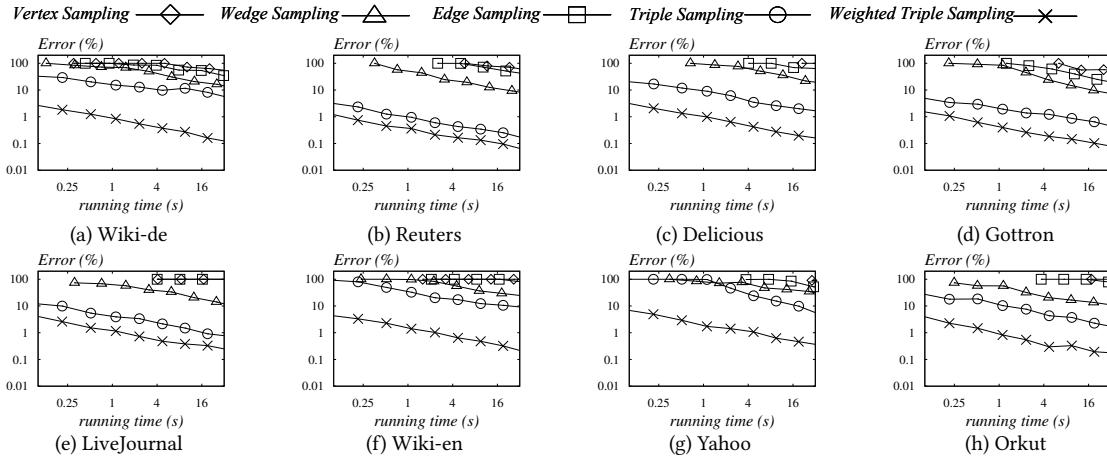 Vertex Sampling Wedge Sampling Edge Sampling Triple Sampling Weighted Triple Sampling
Error (%) Error (%) Error (%) Error (%)
100 100 100 100
10 10 10 10
1 1 1 1
0.1 0.1 0.1 0.1
0.01 0.01 0.01 0.01
0.25 1 4 16 0.25 1 4 16 0.25 1 4 16 0.25 1 4 16
running time (s) running time (s) running time (s) running time (s)
(a) Wiki-de (b) Reuters (c) Delicious (d) Gottron
Error (%) Error (%) Error (%) Error (%)
100 100 100 100
10 10 10 10
1 1 1 1
0.1 0.1 0.1 0.1
0.01 0.01 0.01 0.01
0.25 1 4 16 0.25 1 4 16 0.25 1 4 16 0.25 1 4 16
running time (s) running time (s) running time (s) running time (s)
(e) LiveJournal (f) Wiki-en (g) Yahoo (h) Orkut